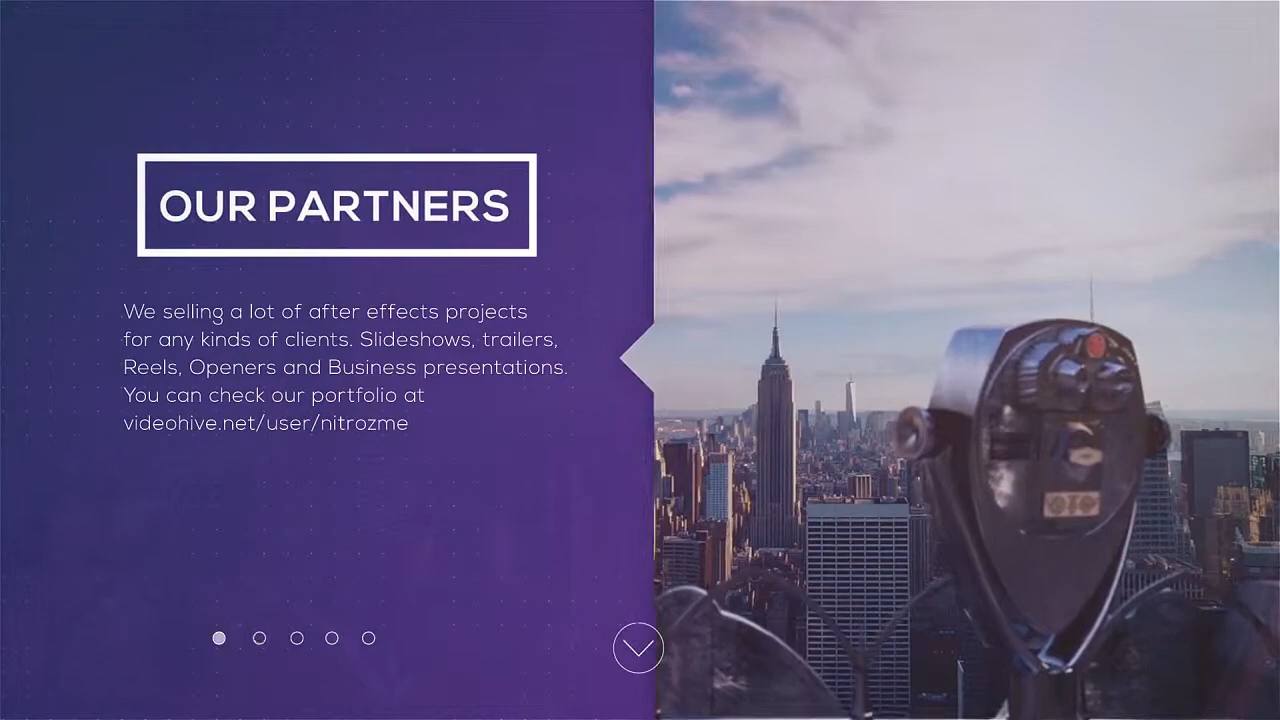 OUR PARTNERS
We selling a lot of after effects projects
for any kinds of clients. Slideshows, trailers,
Reels, Openers and Business presentations.
You can check our portfolio at
videohive.net/user/nitrozme